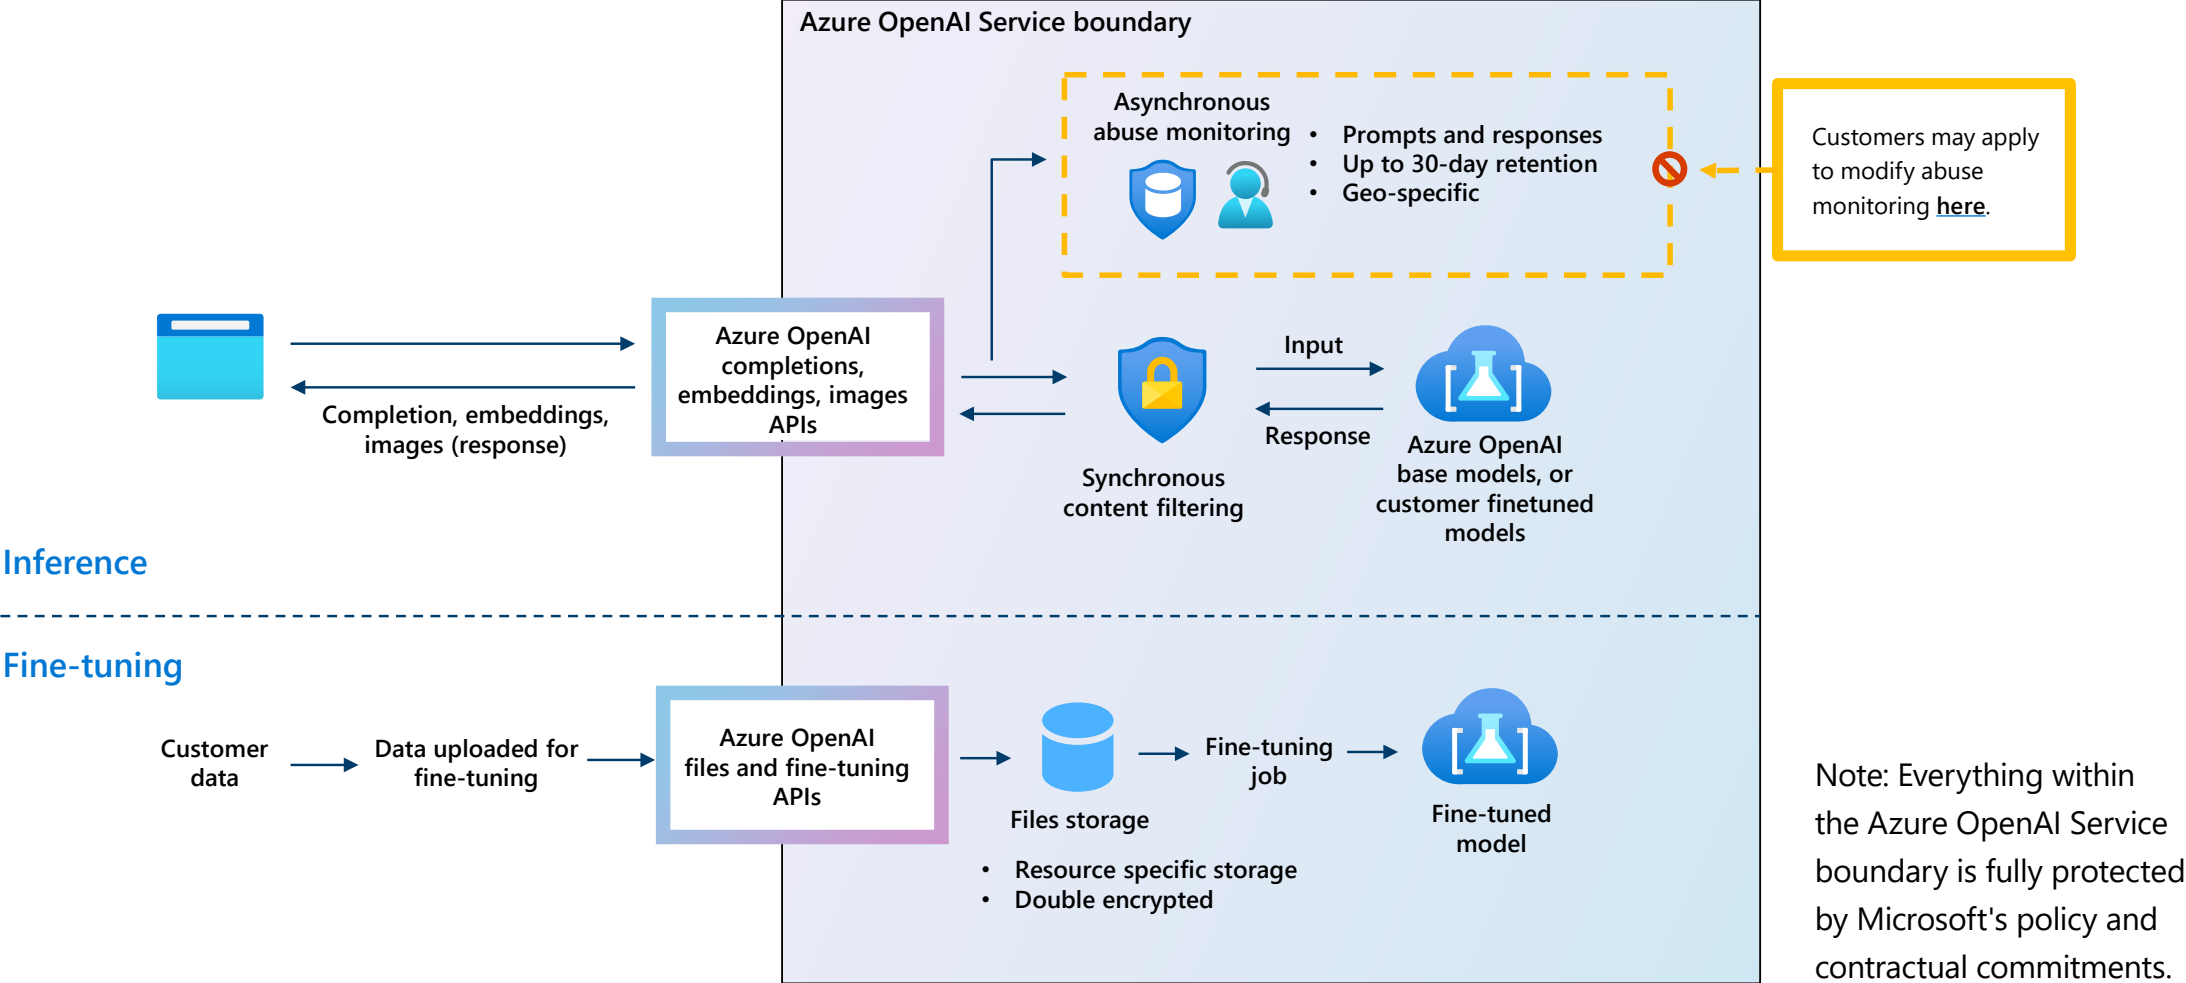 Azure OpenAI Service boundary
Asynchronous
abuse monitoring
• Prompts and responses
• Up to 30-day retention
• Geo-specific
Customers may apply
to modify abuse
monitoring here.
Azure OpenAI
completions,
embeddings, images
APIs
Completion, embeddings,
images (response)
Synchronous
content filtering
Input
Response
Azure OpenAI
base models, or
customer finetuned
models
Inference
Fine-tuning
Customer
data
Data uploaded for
fine-tuning
Azure OpenAI
files and fine-tuning
APIs
Files storage
• Resource specific storage
• Double encrypted
Fine-tuning
job
Fine-tuned
model
Note: Everything within
the Azure OpenAI Service
boundary is fully protected
by Microsoft's policy and
contractual commitments.